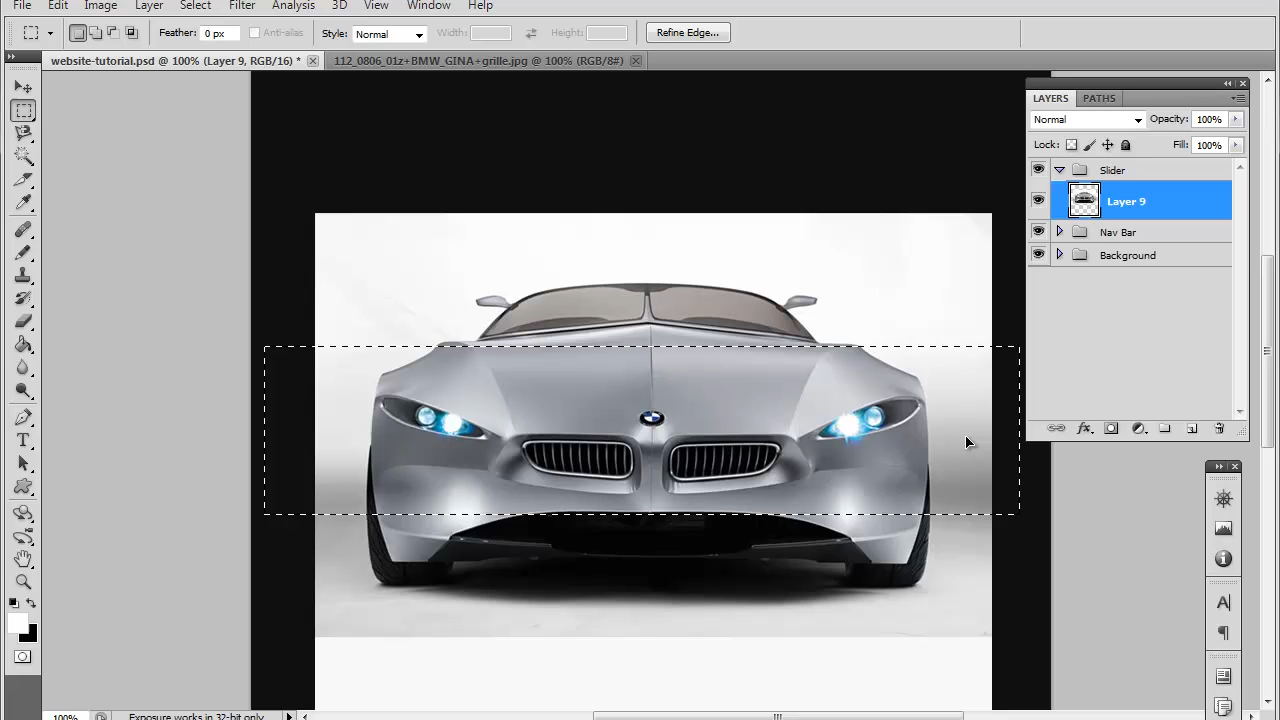 File Edit Image Layer Select Filter Analysis 3D View Window Help
Feather: 0 px Anti-alias Style: Normal Width: Height: Refine Edge...
website-tutorial.psd @ 100% (Layer 9, RGB/16) * 112_0806_01z+BMW_GINA+grille.jpg @ 100% (RGB/8#)
LAYERS PATHS
Normal Opacity: 100%
Lock: Fill: 100%
Slider
Layer 9
Nav Bar
Background
100% Exposure works in 32-bit only